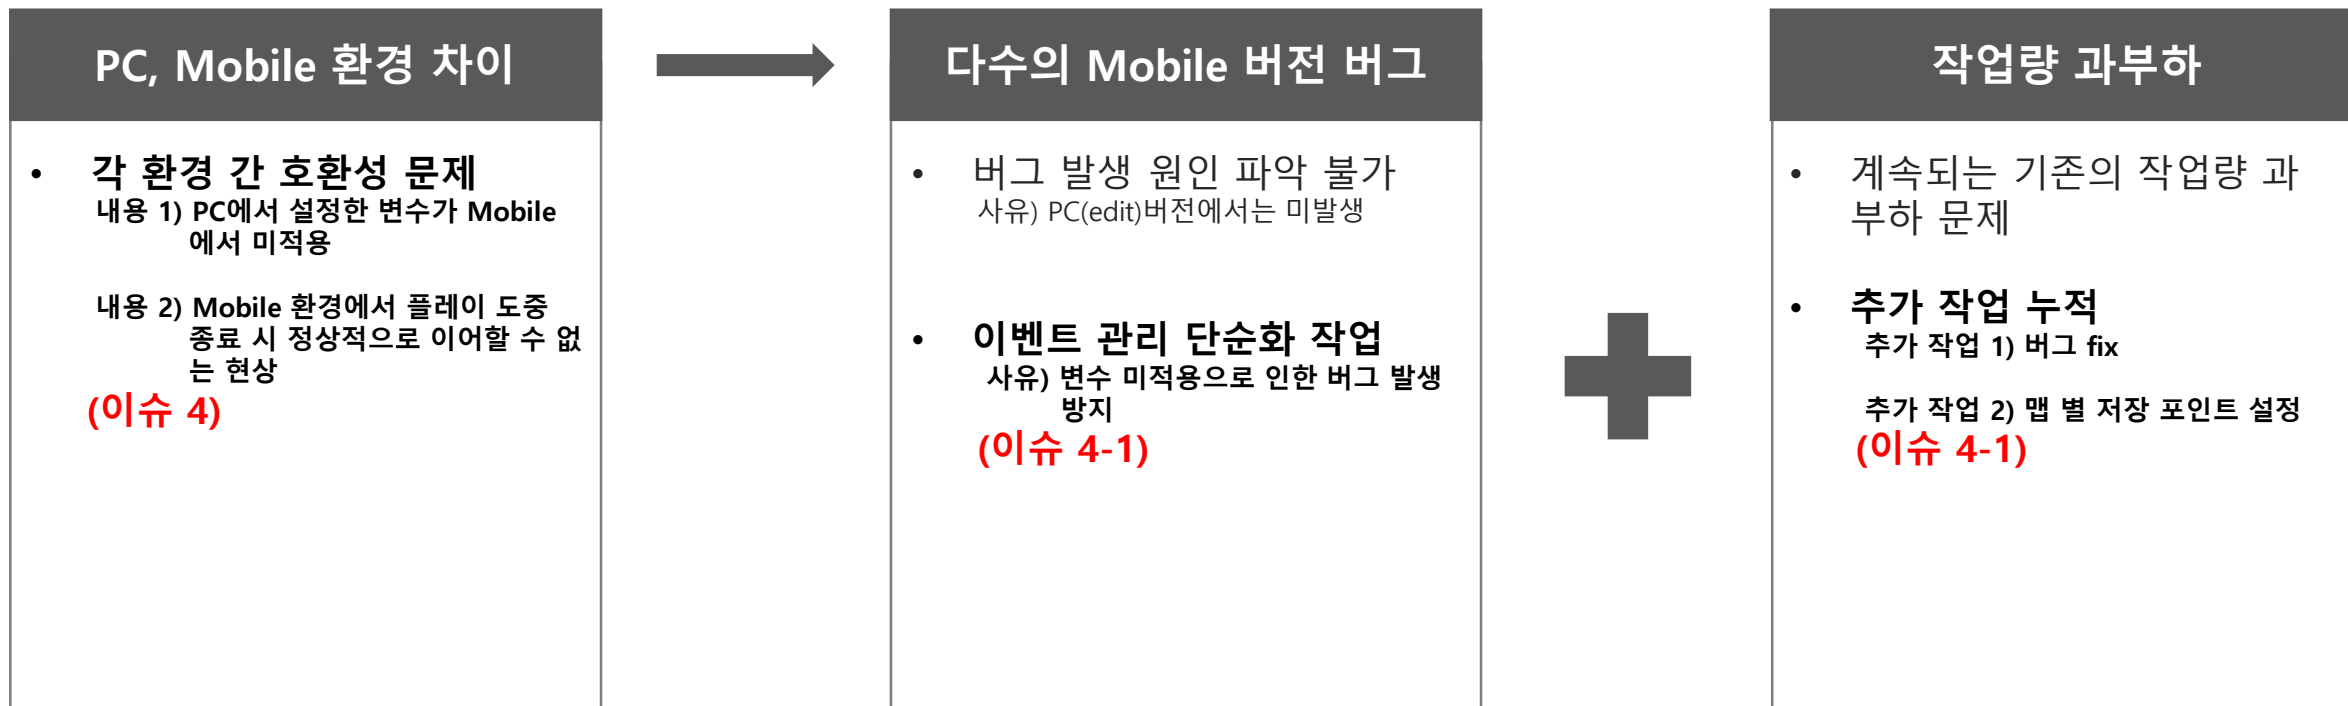 PC, Mobile 환경 차이
• 각 환경 간 호환성 문제
내용 1) PC에서 설정한 변수가 Mobile
에서 미적용
내용 2) Mobile 환경에서 플레이 도중
종료 시 정상적으로 이어할 수 없
는 현상
(이슈 4)
다수의 Mobile 버전 버그
• 버그 발생 원인 파악 불가
사유) PC(edit)버전에서는 미발생
• 이벤트 관리 단순화 작업
사유) 변수 미적용으로 인한 버그 발생
방지
(이슈 4-1)
작업량 과부하
• 계속되는 기존의 작업량 과
부하 문제
• 추가 작업 누적
추가 작업 1) 버그 fix
추가 작업 2) 맵 별 저장 포인트 설정
(이슈 4-1)